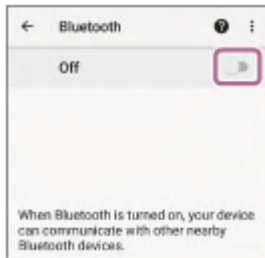 Bluetooth
Off
When Bluetooth is turned on, your device
can communicate with other nearby
Bluetooth devices.